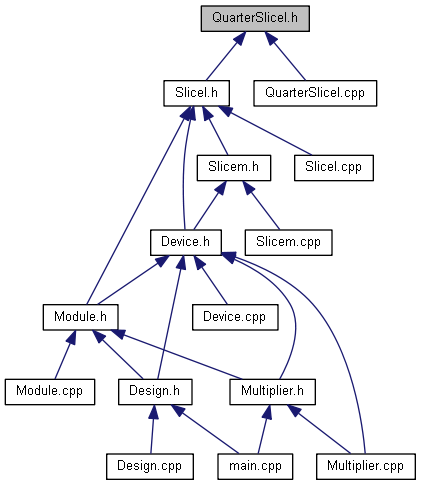 QuarterSlicel.h
Slicel.h
QuarterSlicel.cpp
Slicem.h
Slicel.cpp
Device.h
Slicem.cpp
Module.h
Device.cpp
Module.cpp
Design.h
Multiplier.h
Design.cpp
main.cpp
Multiplier.cpp